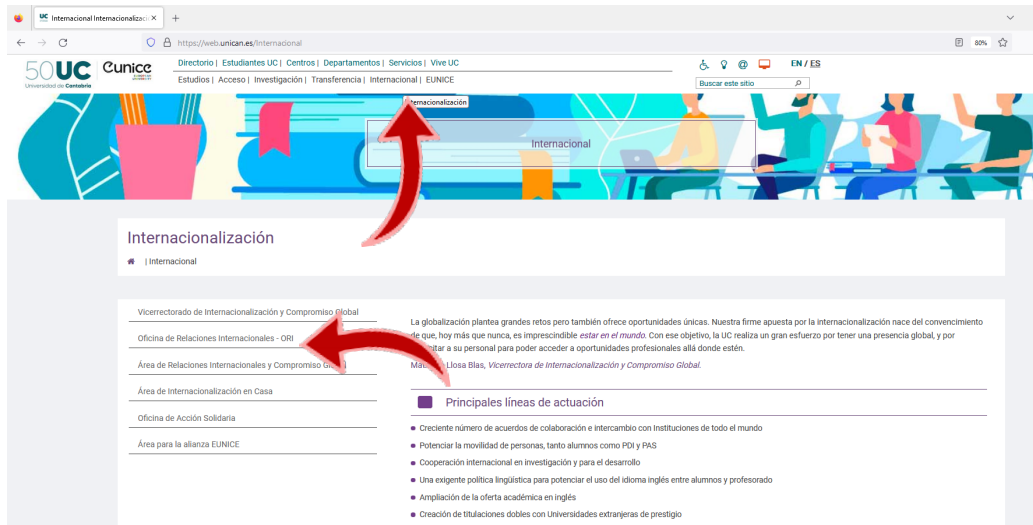 Internacional Internacionalizaci
https://web.unican.es/Internacional
80%
50 UC
Universidad de Cantabria
eunice
Directorio | Estudiantes UC | Centros | Departamentos | Servicios | Vive UC
Estudios | Acceso | Investigación | Transferencia | Internacional | EUNICE
EN / ES
Buscar este sitio
Internacionalización
Internacional
Internacionalización
| Internacional
Vicerrectorado de Internacionalización y Compromiso Global
Oficina de Relaciones Internacionales - ORI
Área de Relaciones Internacionales y Compromiso Global
Área de Internacionalización en Casa
Oficina de Acción Solidaria
Área para la alianza EUNICE
La globalización plantea grandes retos pero también ofrece oportunidades únicas. Nuestra firme apuesta por la internacionalización nace del convencimiento
de que, hoy más que nunca, es imprescindible estar en el mundo. Con ese objetivo, la UC realiza un gran esfuerzo por tener una presencia global, y por
a su personal para poder acceder a oportunidades profesionales allá donde estén.
Llosa Blas, Vicerrectora de Internacionalización y Compromiso Global.
Principales líneas de actuación
Creciente número de acuerdos de colaboración e intercambio con Instituciones de todo el mundo
Potenciar la movilidad de personas, tanto alumnos como PDI y PAS
Cooperación internacional en investigación y para el desarrollo
Una exigente política lingüística para potenciar el uso del idioma inglés entre alumnos y profesorado
Ampliación de la oferta académica en inglés
Creación de titulaciones dobles con Universidades extranjeras de prestigio